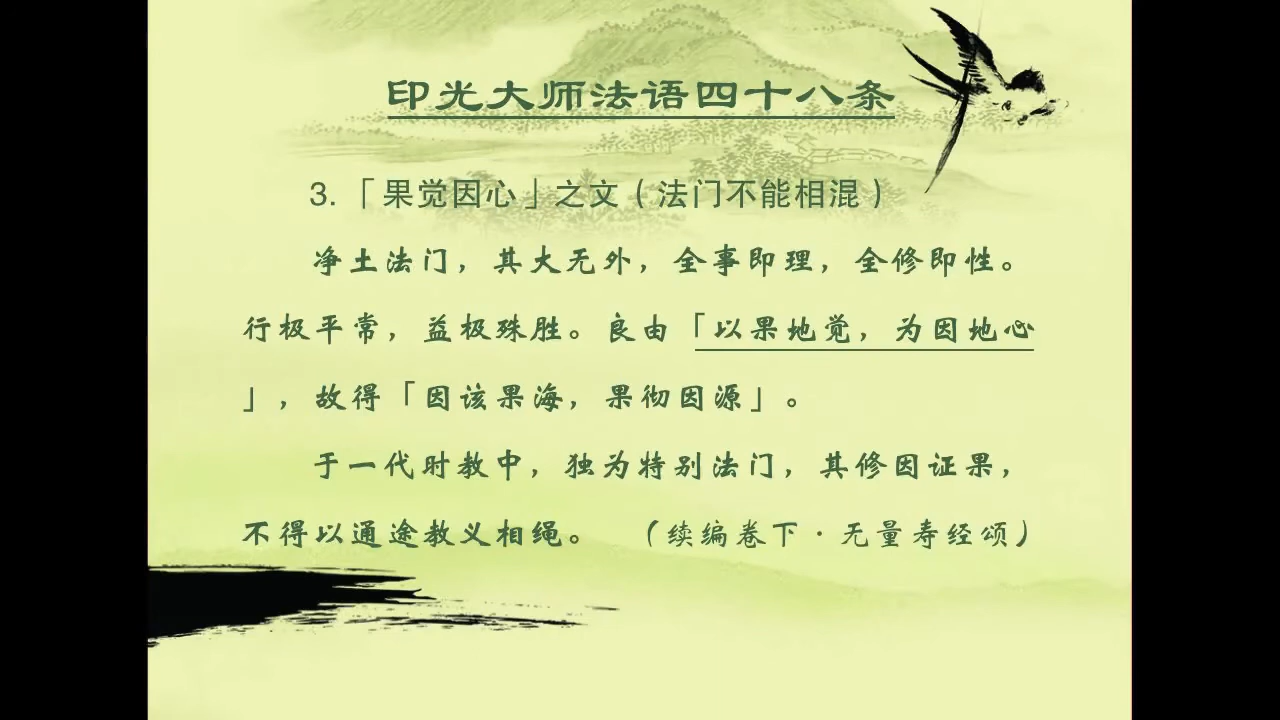 印光大师法语四十八条
3.「果觉因心」之文（法门不能相混）
净土法门，其大无外，全事即理，全修即性。
行极平常，益极殊胜。良由「以果地觉，为因地心
」，故得「因该果海，果彻因源」。
于一代时教中，独为特别法门，其修因证果，
不得以通途教义相绳。（续编卷下·无量寿经颂）